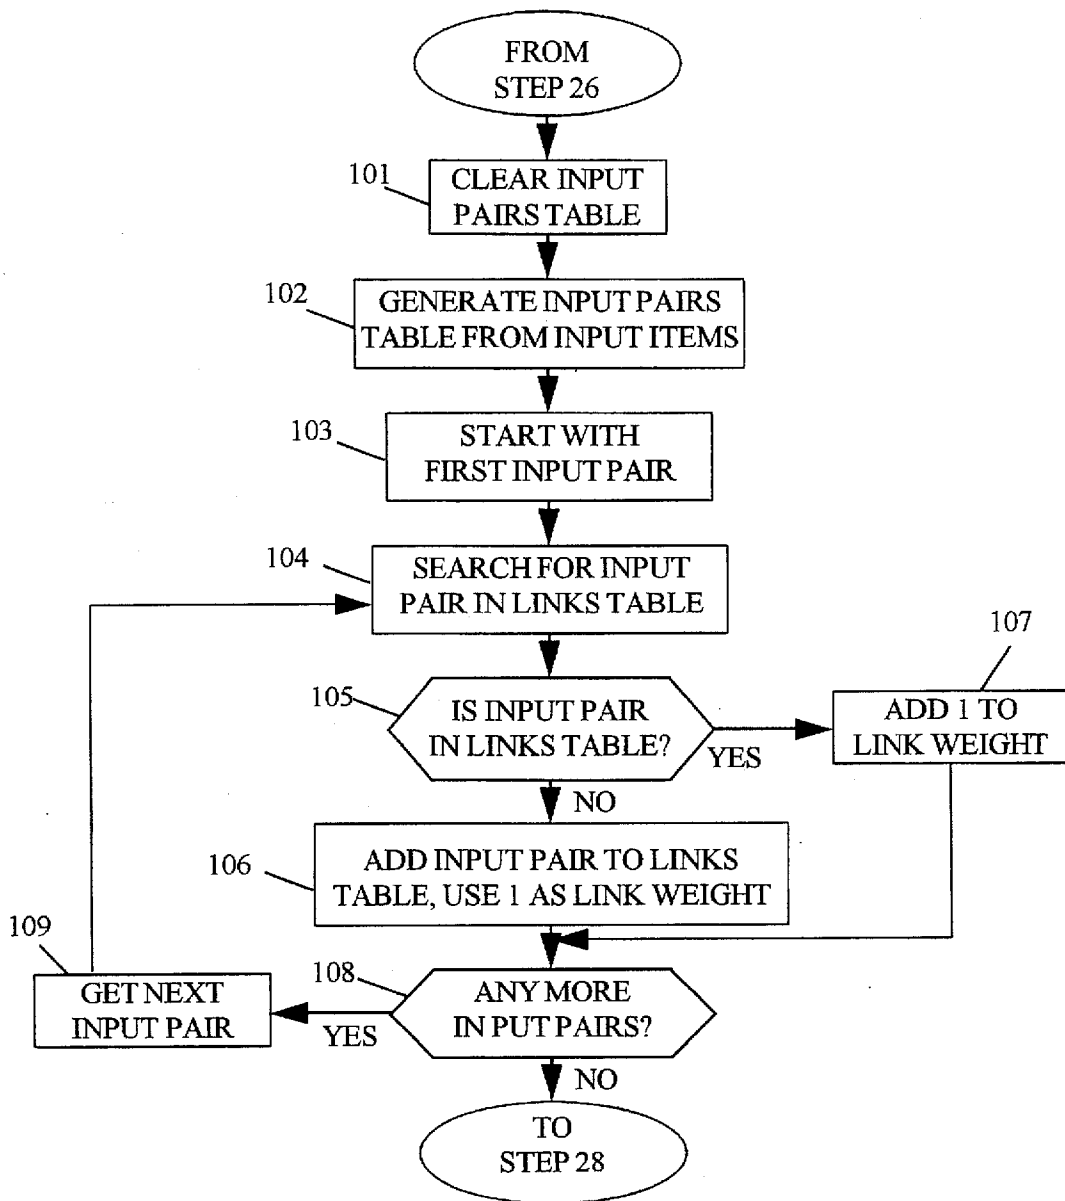 FROM
STEP 26
101
CLEAR INPUT
PAIRS TABLE
102
GENERATE INPUT PAIRS
TABLE FROM INPUT ITEMS
103
START WITH
FIRST INPUT PAIR
104
SEARCH FOR INPUT
PAIR IN LINKS TABLE
105
IS INPUT PAIR
IN LINKS TABLE?
YES
107
ADD 1 TO
LINK WEIGHT
NO
106
ADD INPUT PAIR TO LINKS
TABLE, USE 1 AS LINK WEIGHT
108
ANY MORE
IN PUT PAIRS?
YES
109
GET NEXT
INPUT PAIR
NO
TO
STEP 28